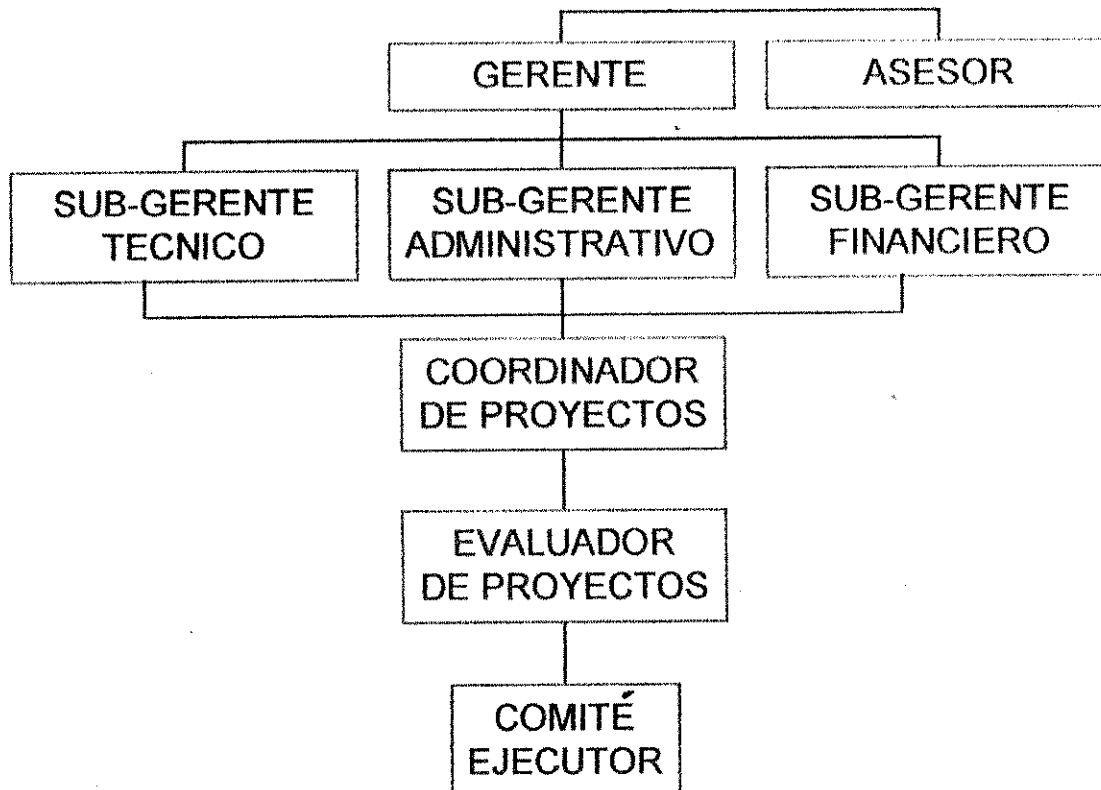 GERENTE
ASESOR
SUB-GERENTE
TECNICO
SUB-GERENTE
ADMINISTRATIVO
SUB-GERENTE
FINANCIERO
COORDINADOR
DE PROYECTOS
EVALUADOR
DE PROYECTOS
COMITÉ
EJECUTOR